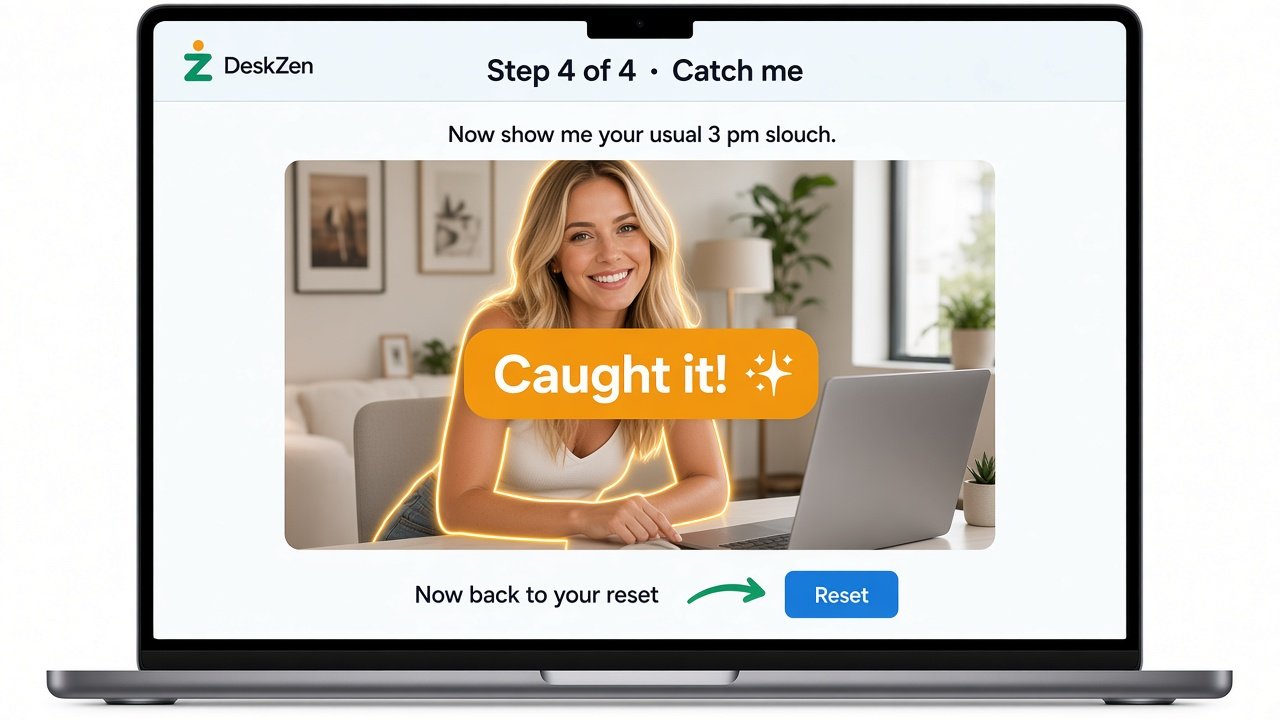 DeskZen
Step 4 of 4 • Catch me
Now show me your usual 3 pm slouch.
Caught it!
Now back to your reset
Reset